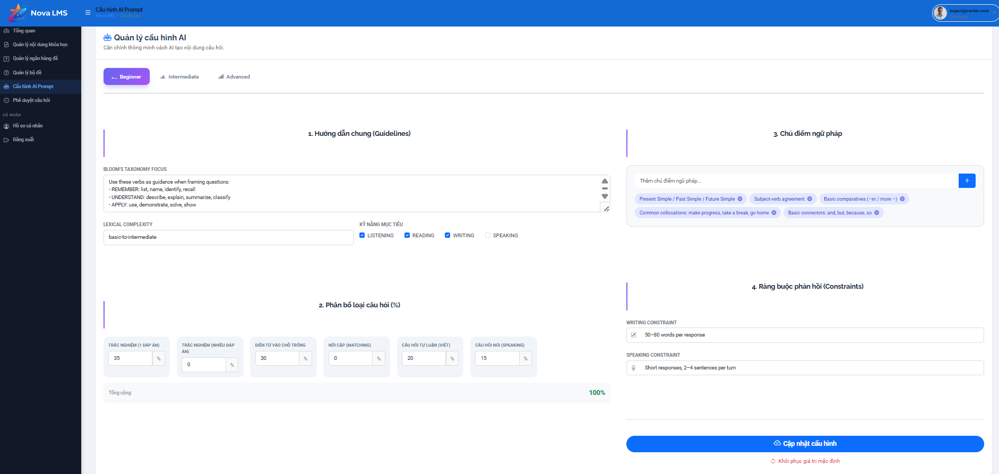 Nova LMS
Cấu hình AI Prompt
Nova LMS / Chuyên gia
expert@center.com
Chuyên gia
Tổng quan
Quản lý nội dung khóa học
Quản lý ngân hàng đề
Quản lý bộ đề
Cấu hình AI Prompt
Phê duyệt câu hỏi
CÁ NHÂN
Hồ sơ cá nhân
Đăng xuất
Quản lý cấu hình AI
Căn chỉnh thông minh cách AI tạo nội dung câu hỏi.
Beginner
Intermediate
Advanced
1. Hướng dẫn chung (Guidelines)
BLOOM'S TAXONOMY FOCUS
Use these verbs as guidance when framing questions:
- REMEMBER: list, name, identify, recall
- UNDERSTAND: describe, explain, summarize, classify
- APPLY: use, demonstrate, solve, show
LEXICAL COMPLEXITY
basic-to-intermediate
KỸ NĂNG MỤC TIÊU
LISTENING
READING
WRITING
SPEAKING
2. Phân bổ loại câu hỏi (%)
TRẮC NGHIỆM (1 ĐÁP ÁN)
35 %
TRẮC NGHIỆM (NHIỀU ĐÁP
ÁN)
0 %
ĐIỀN TỪ VÀO CHỖ TRỐNG
30 %
NỐI CẶP (MATCHING)
0 %
CÂU HỎI TỰ LUẬN (VIẾT)
20 %
CÂU HỎI NÓI (SPEAKING)
15 %
Tổng cộng:
100%
3. Chủ điểm ngữ pháp
Thêm chủ điểm ngữ pháp...
+
Present Simple / Past Simple / Future Simple
Subject-verb agreement
Basic comparatives (–er / more –)
Common collocations: make progress, take a break, go home
Basic connectors: and, but, because, so
4. Ràng buộc phản hồi (Constraints)
WRITING CONSTRAINT
50–80 words per response
SPEAKING CONSTRAINT
Short responses, 2–4 sentences per turn
Cập nhật cấu hình
Khôi phục giá trị mặc định